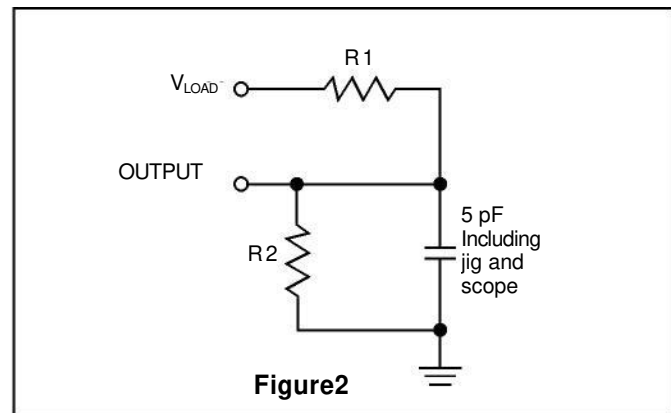 R1
VLOAD
OUTPUT
5 pF
Including
jig and
scope
R2
Figure2